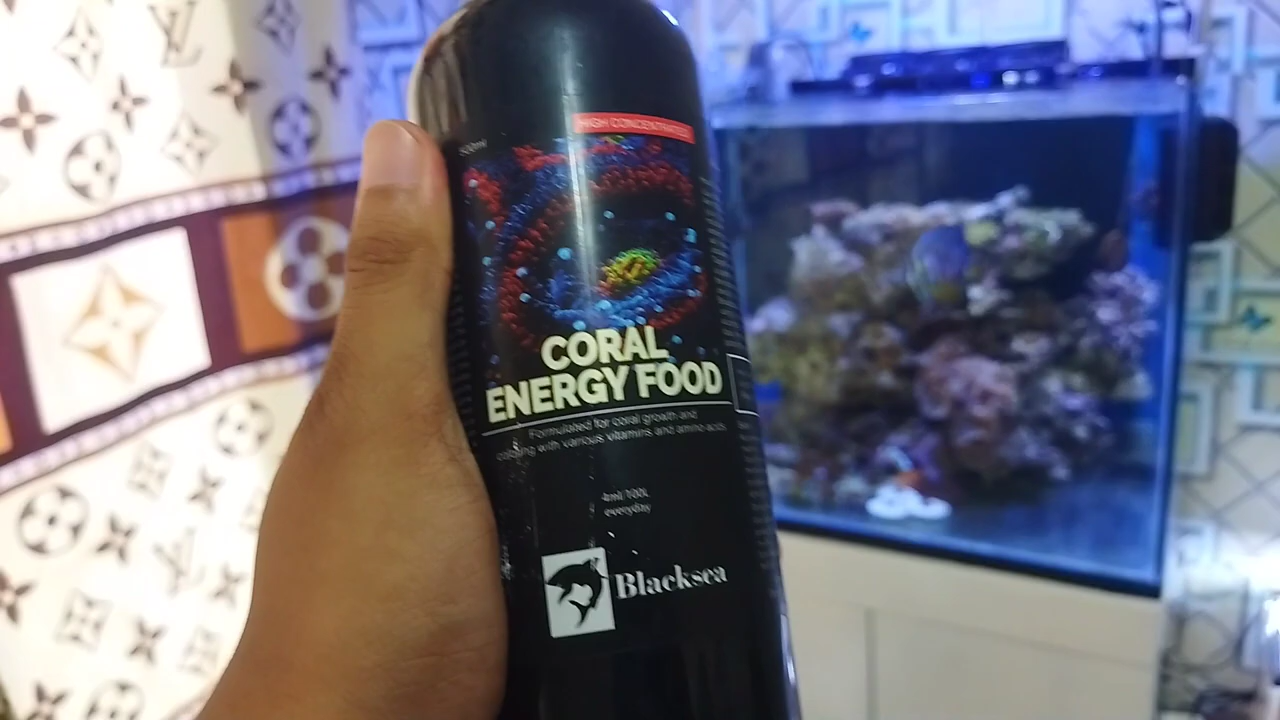 HIGH CONCENTRATED
500ml
CORAL
ENERGY FOOD
Formulated for coral growth and
coloring with various vitamins and amino acids
4ml 100L
everyday
Blacksea